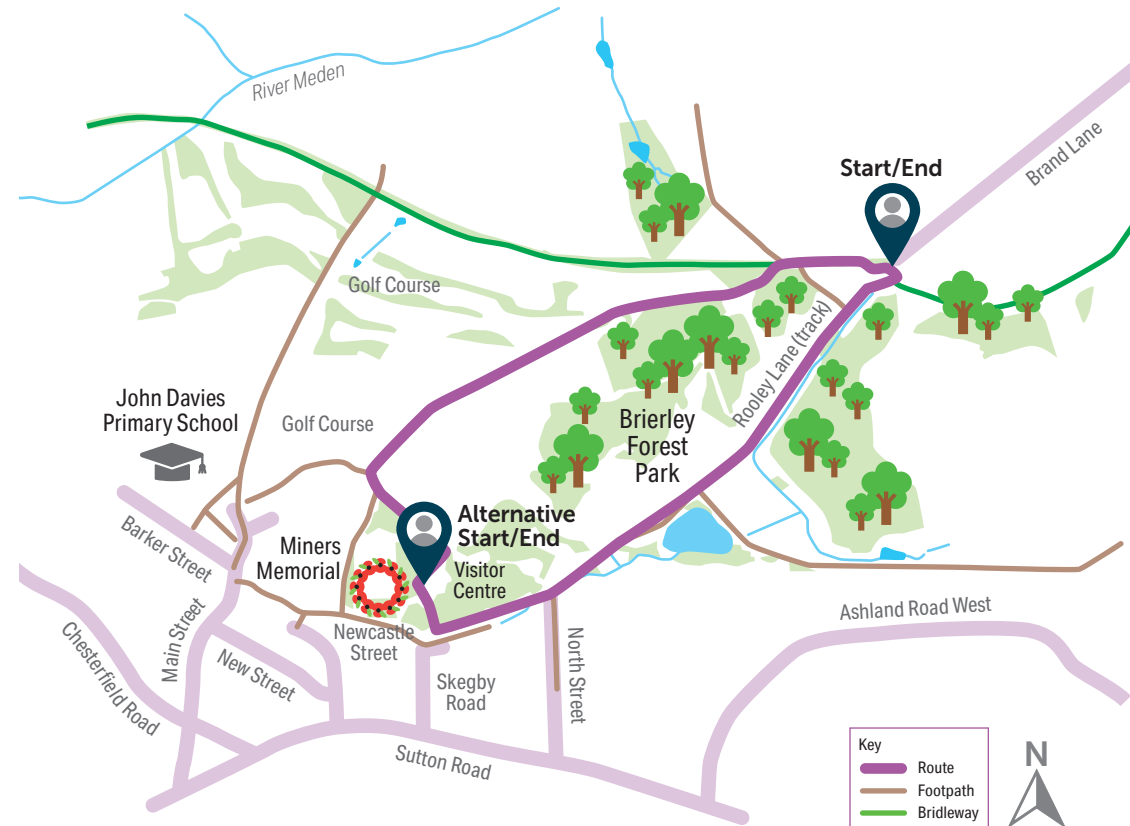 River Meden
Start/End
Brand Lane
Golf Course
Rooley Lane (track)
John Davies
Primary School
Golf Course
Brierley
Forest
Park
Alternative
Start/End
Visitor
Centre
Miners
Memorial
Barker Street
Newcastle
Street
Main Street
New Street
Chesterfield Road
Skegby
Road
North Street
Ashland Road West
Sutton Road
Key
Route
Footpath
Bridleway
N